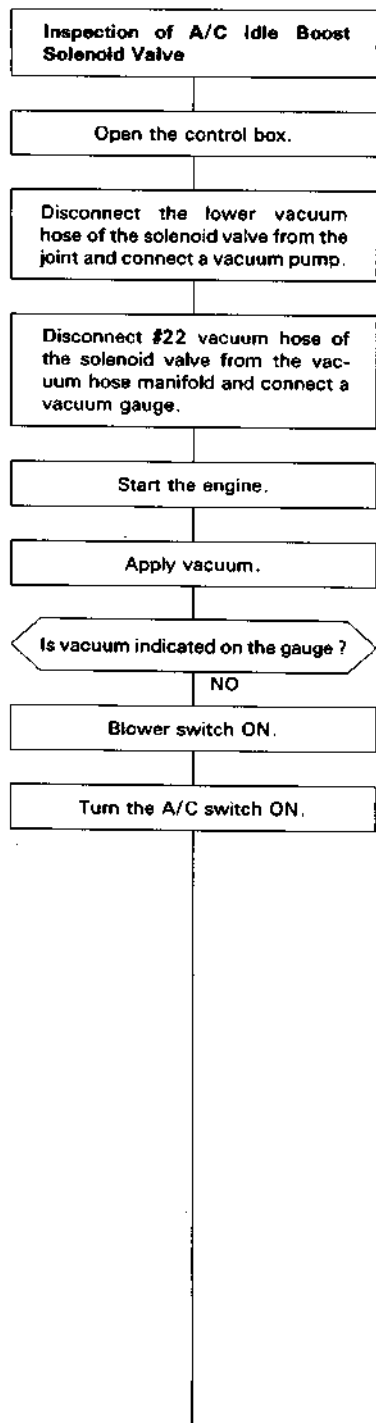 Inspection of A/C Idle Boost
Solenoid Valve
Open the control box.
Disconnect the lower vacuum
hose of the solenoid valve from the
joint and connect a vacuum pump.
Disconnect #22 vacuum hose of
the solenoid valve from the vac-
uum hose manifold and connect a
vacuum gauge.
Start the engine.
Apply vacuum.
Is vacuum indicated on the gauge ?
NO
Blower switch ON.
Turn the A/C switch ON.